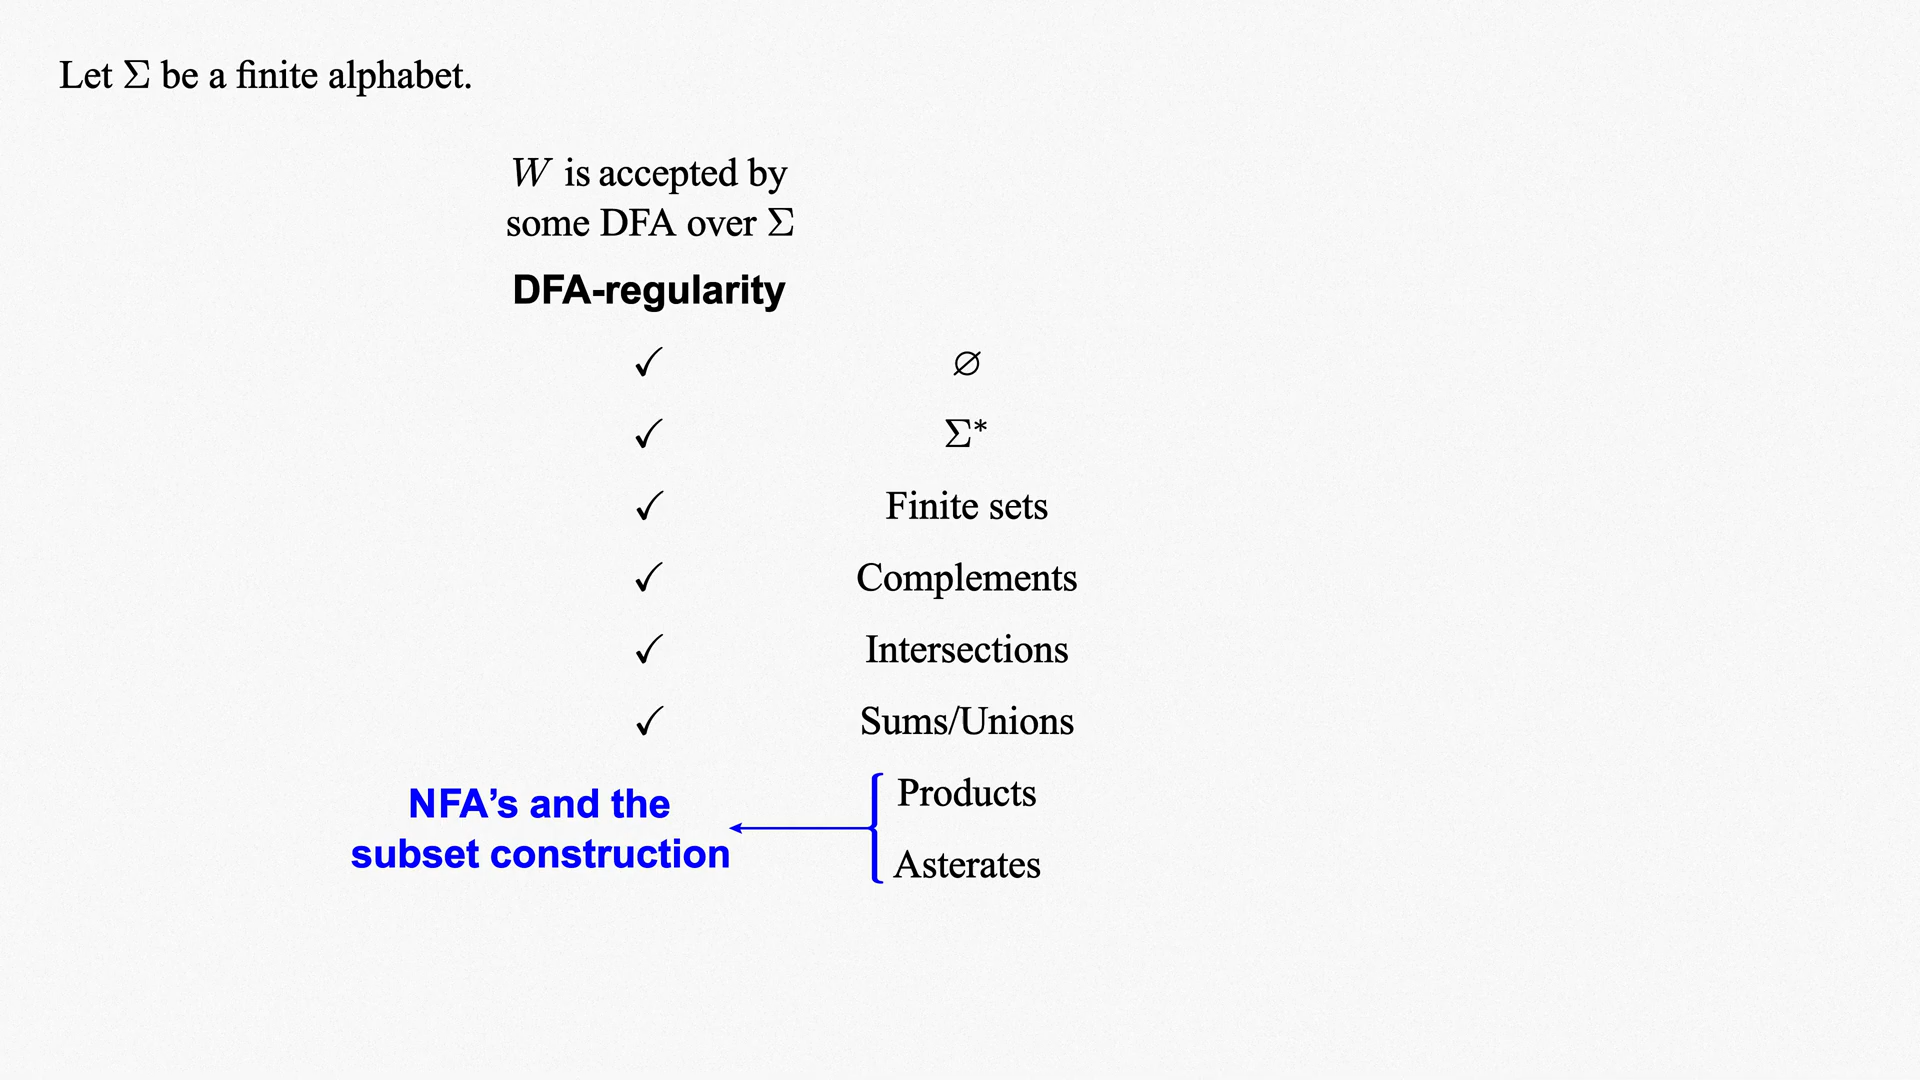 Let Σ be a finite alphabet.
W is accepted by
some DFA over Σ
DFA-regularity
✓ ∅
✓ Σ*
✓ Finite sets
✓ Complements
✓ Intersections
✓ Sums/Unions
Products
NFA’s and the
subset construction
Asterates